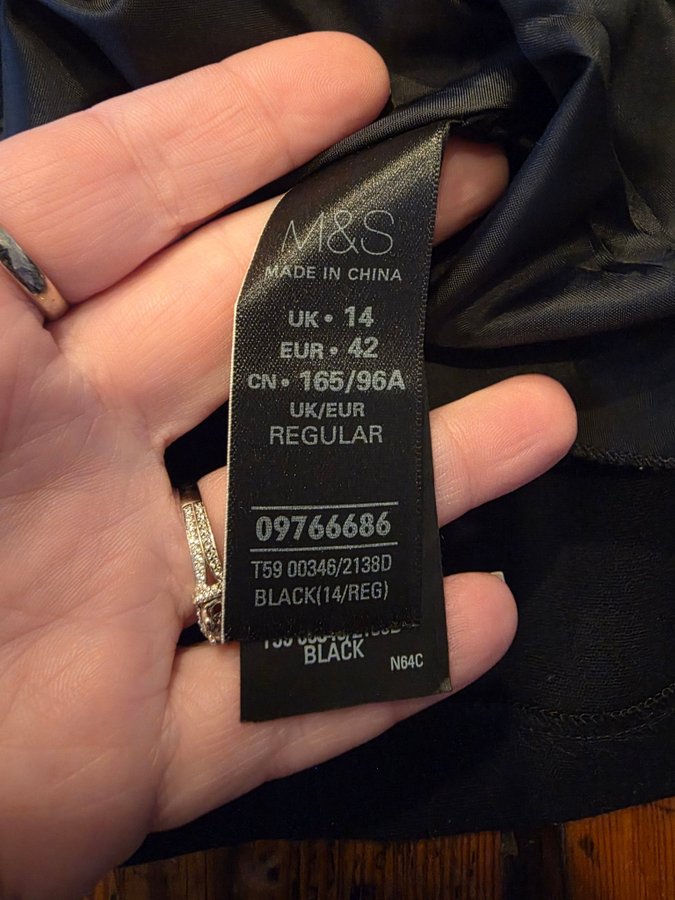 M&S
MADE IN CHINA
UK • 14
EUR • 42
CN • 165/96A
UK/EUR
REGULAR
09766686
T59 00346/2138D
BLACK(14/REG)
BLACK
N64C